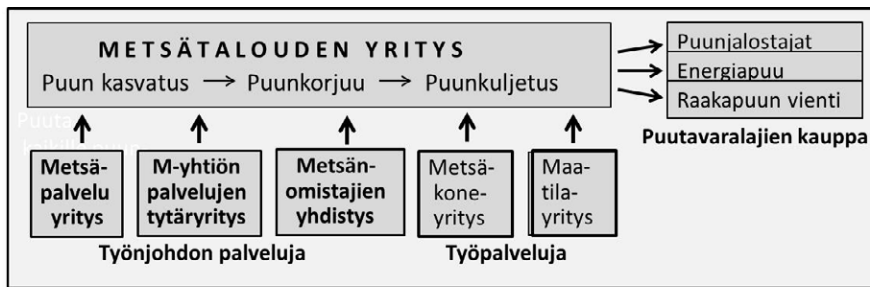 METSÄTALOUDEN YRITYS
Puun kasvatus → Puunkorjuu → Puunkuljetus
Puunjalostajat
Energiapuu
Raakapuun vienti
Putavaralajien kauppa
Metsä-
palvelu
yritys
M-yhtiön
palvelujen
tytäryritys
Metsän-
omistajien
yhdistys
Metsä-
kone-
yritys
Maa-
tila-
yritys
Työnjohdon palveluja
Työpalveluja